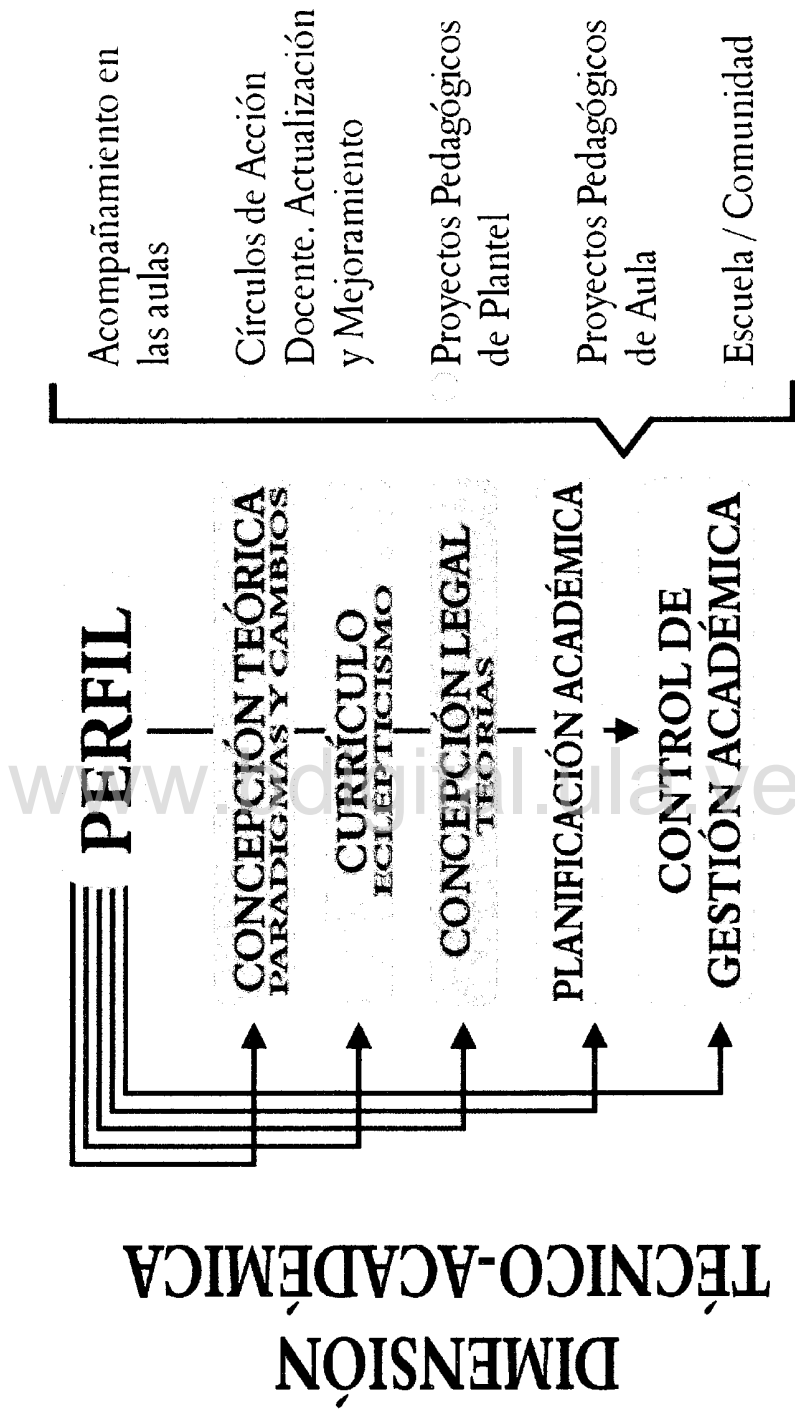 DIMENSIÓN
TÉCNICO-ACADÉMICA
PERFIL
CONCEPCIÓN TEÓRICA
PARADIGMAS Y CAMBIOS
CURRÍCULO
ECLEPTICISMO
CONCEPCIÓN LEGAL
TEORÍAS
PLANIFICACIÓN ACADÉMICA
CONTROL DE
GESTIÓN ACADÉMICA
Acompañamiento en
las aulas
Círculos de Acción
Docente. Actualización
y Mejoramiento
Proyectos Pedagógicos
de Plantel
Proyectos Pedagógicos
de Aula
Escuela / Comunidad
www.bdigital.ula.ve